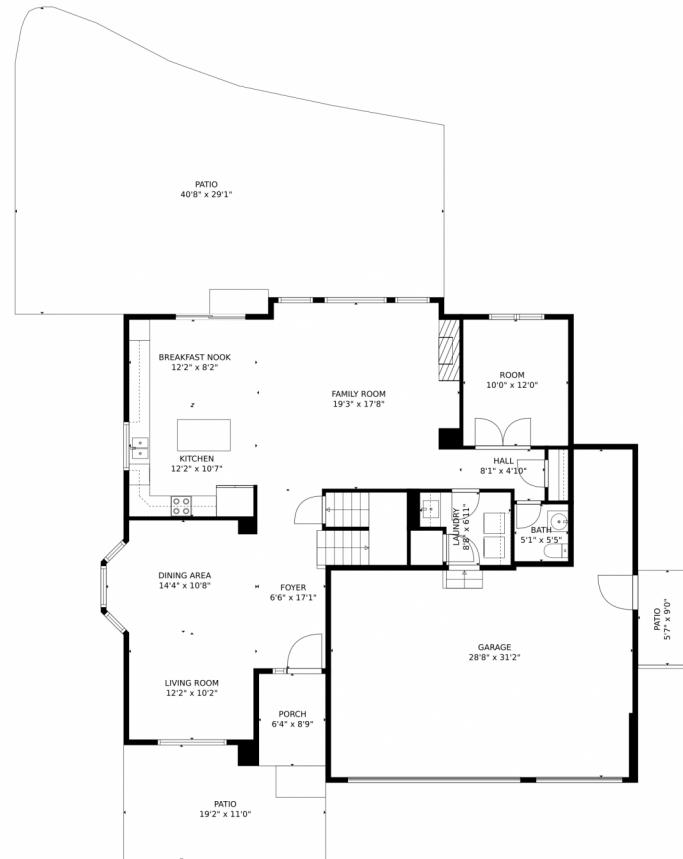 PATIO
40'8" x 29'1"
BREAKFAST NOOK
12'2" x 8'2"
ROOM
10'0" x 12'0"
FAMILY ROOM
19'3" x 17'8"
z
KITCHEN
12'2" x 10'7"
HALL
8'1" x 4'10"
LAUNDRY
8'8" x 6'11"
BATH
5'1" x 5'5"
DINING AREA
14'4" x 10'8"
FOYER
6'6" x 17'1"
PATIO
5'7" x 9'0"
GARAGE
28'8" x 31'2"
LIVING ROOM
12'2" x 10'2"
PORCH
6'4" x 8'9"
PATIO
19'2" x 11'0"